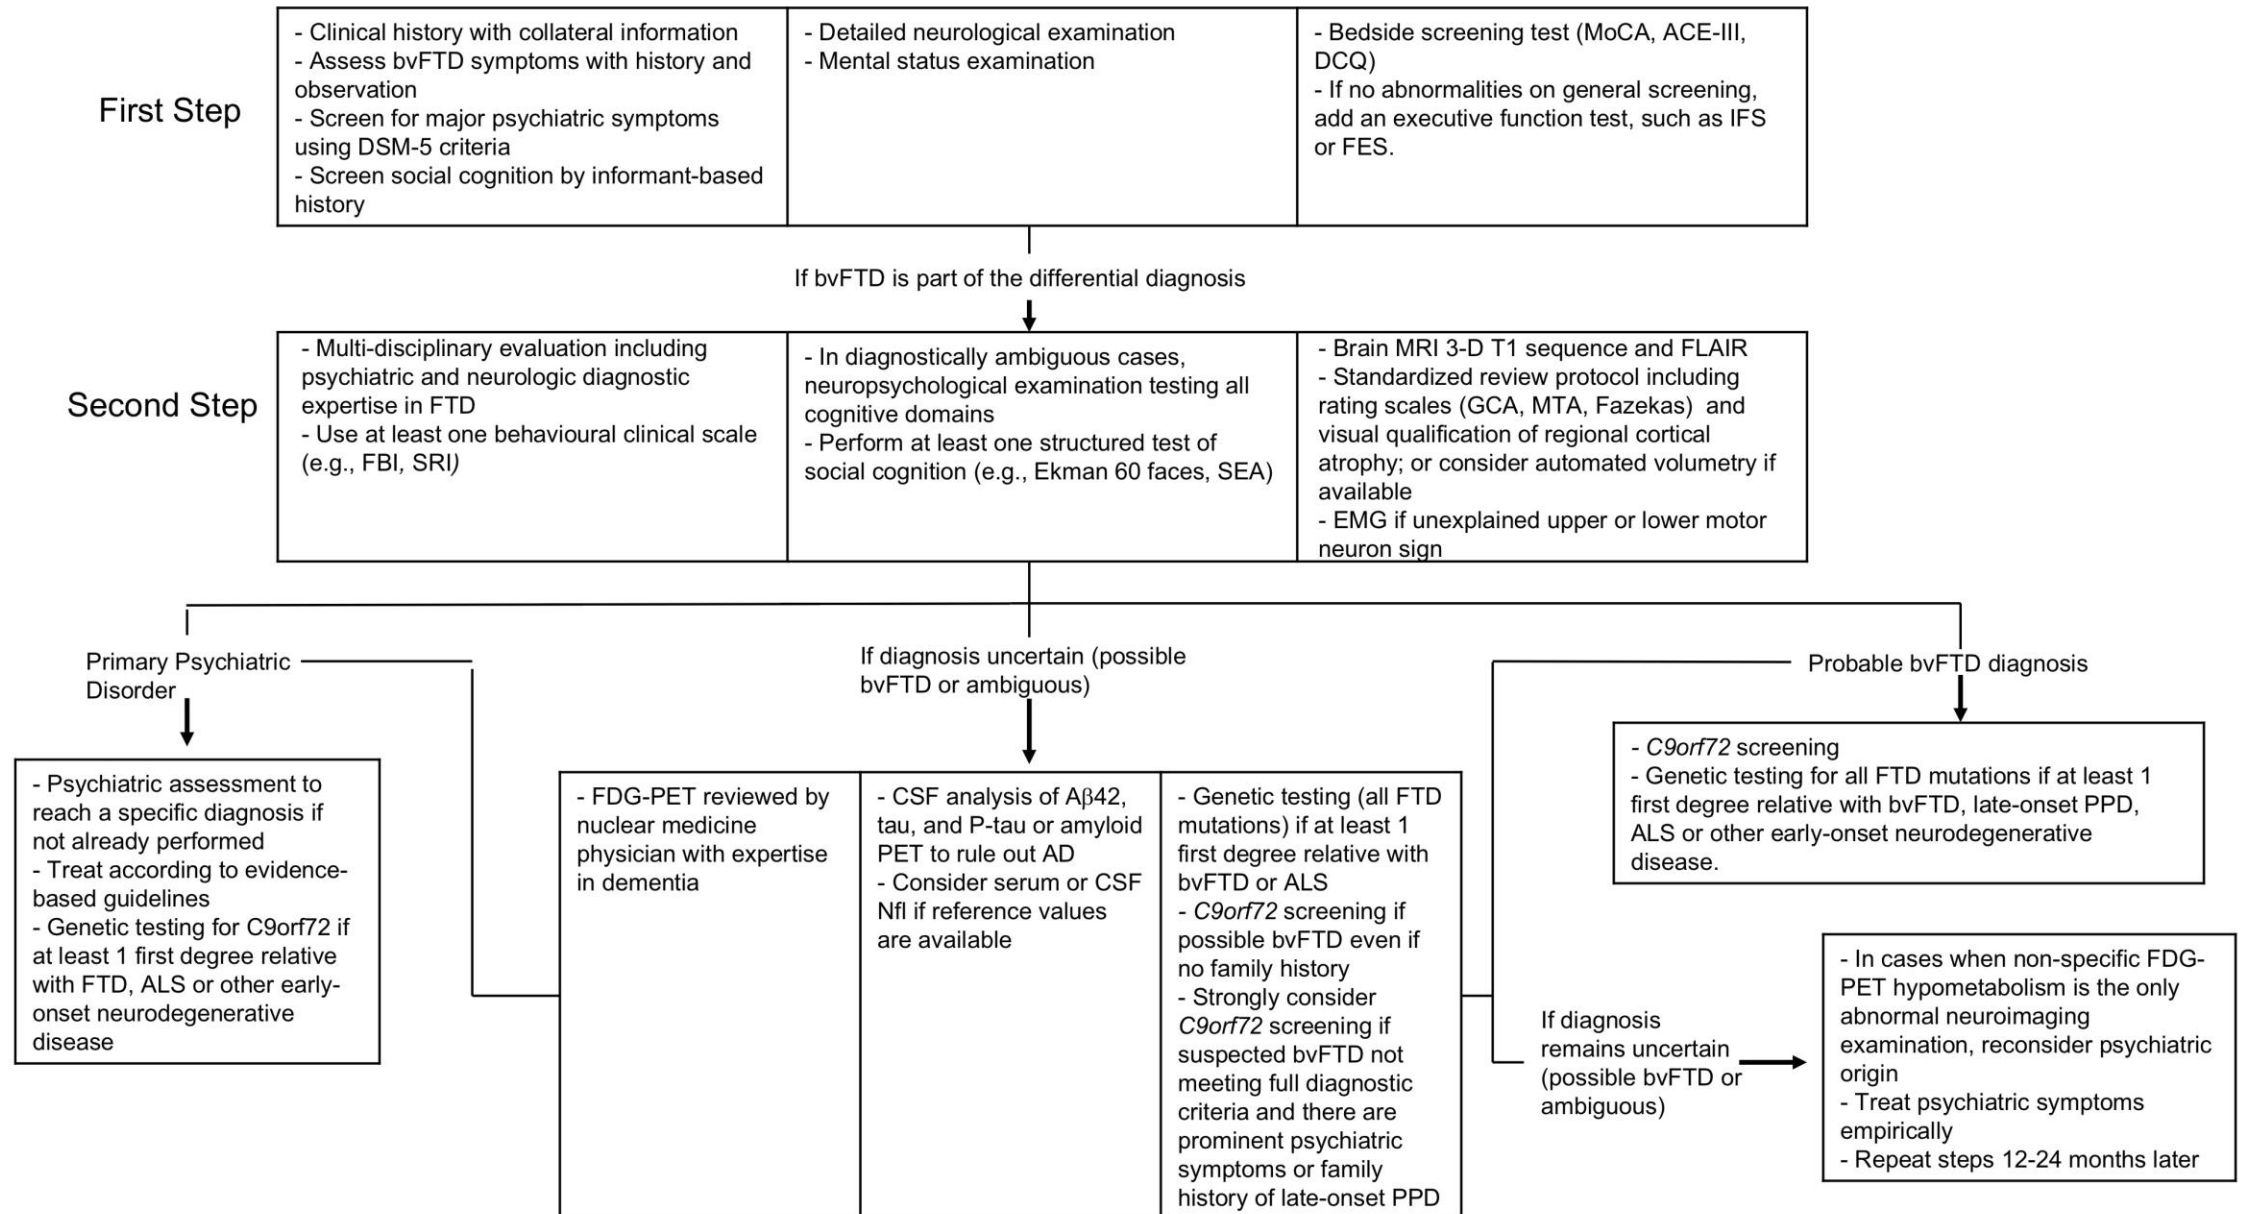 First Step
- Clinical history with collateral information
- Assess bvFTD symptoms with history and
observation
- Screen for major psychiatric symptoms
using DSM-5 criteria
- Screen social cognition by informant-based
history
- Detailed neurological examination
- Mental status examination
- Bedside screening test (MoCA, ACE-III,
DCQ)
- If no abnormalities on general screening,
add an executive function test, such as IFS
or FES.
If bvFTD is part of the differential diagnosis
Second Step
- Multi-disciplinary evaluation including
psychiatric and neurologic diagnostic
expertise in FTD
- Use at least one behavioural clinical scale
(e.g., FBI, SRI)
- In diagnostically ambiguous cases,
neuropsychological examination testing all
cognitive domains
- Perform at least one structured test of
social cognition (e.g., Ekman 60 faces, SEA)
- Brain MRI 3-D T1 sequence and FLAIR
- Standardized review protocol including
rating scales (GCA, MTA, Fazekas) and
visual qualification of regional cortical
atrophy; or consider automated volumetry if
available
- EMG if unexplained upper or lower motor
neuron sign
Primary Psychiatric
Disorder
- Psychiatric assessment to
reach a specific diagnosis if
not already performed
- Treat according to evidence-
based guidelines
- Genetic testing for C9orf72 if
at least 1 first degree relative
with FTD, ALS or other early-
onset neurodegenerative
disease
If diagnosis uncertain (possible
bvFTD or ambiguous)
- FDG-PET reviewed by
nuclear medicine
physician with expertise
in dementia
- CSF analysis of Aβ42,
tau, and P-tau or amyloid
PET to rule out AD
- Consider serum or CSF
Nfl if reference values
are available
- Genetic testing (all FTD
mutations) if at least 1
first degree relative with
bvFTD or ALS
- C9orf72 screening if
possible bvFTD even if
no family history
- Strongly consider
C9orf72 screening if
suspected bvFTD not
meeting full diagnostic
criteria and there are
prominent psychiatric
symptoms or family
history of late-onset PPD
Probable bvFTD diagnosis
- C9orf72 screening
- Genetic testing for all FTD mutations if at least 1
first degree relative with bvFTD, late-onset PPD,
ALS or other early-onset neurodegenerative
disease.
If diagnosis
remains uncertain
(possible bvFTD or
ambiguous)
- In cases when non-specific FDG-
PET hypometabolism is the only
abnormal neuroimaging
examination, reconsider psychiatric
origin
- Treat psychiatric symptoms
empirically
- Repeat steps 12-24 months later